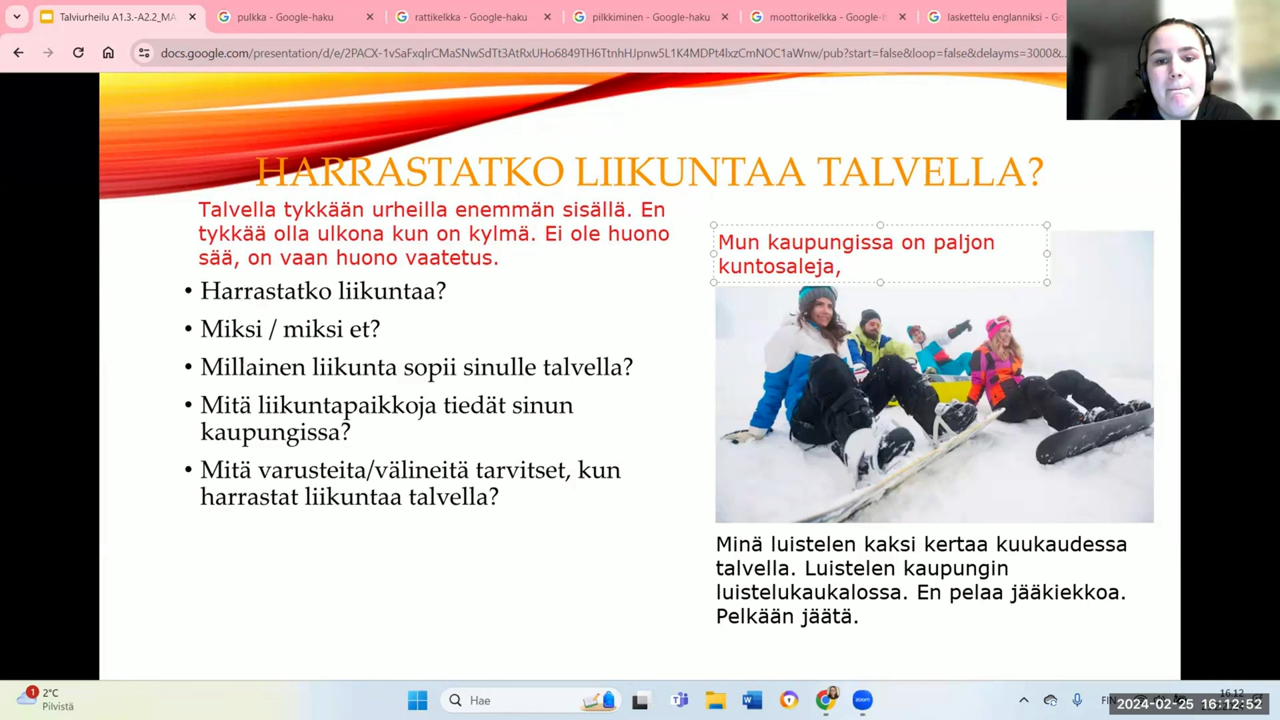 Talviurheilu A1.3.-A2.2_MA
pulkka - Google-haku
rattikelkka - Google-haku
pilkkiminen - Google-haku
moottorikelkka - Google-h
laskettelu englanniksi - Go
docs.google.com/presentation/d/e/2PACX-1vSaFxqlrCMaSNwSdTt3AtRxUHo6849TH6TtnhHJpnw5L1K4MDPt4lxzCmNOC1aWnw/pub?start=false&loop=false&delayms=3000&...
HARRASTATKO LIIKUNTAA TALVELLA?
Talvella tykkään urheilla enemmän sisällä. En
tykkää olla ulkona kun on kylmä. Ei ole huono
sää, on vaan huono vaatetus.
• Harrastatko liikuntaa?
• Miksi / miksi et?
• Millainen liikunta sopii sinulle talvella?
• Mitä liikuntapaikkoja tiedät sinun
kaupungissa?
• Mitä varusteita/välineitä tarvitset, kun
harrastat liikuntaa talvella?
Mun kaupungissa on paljon
kuntosaleja,
Minä luistelen kaksi kertaa kuukaudessa
talvella. Luistelen kaupungin
luistelukaukalossa. En pelaa jääkiekkoa.
Pelkään jäätä.
1
2°C
Pilvistä
Hae
FIN
16.12
2024-02-25 16:12:52